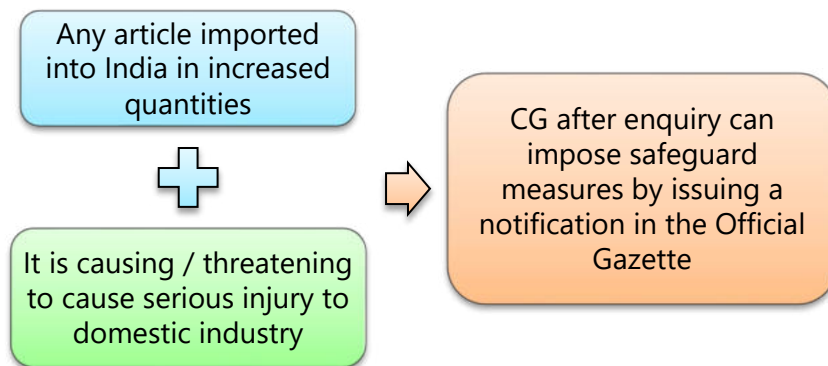 Any article imported
into India in increased
quantities
It is causing / threatening
to cause serious injury to
domestic industry
CG after enquiry can
impose safeguard
measures by issuing a
notification in the Official
Gazette